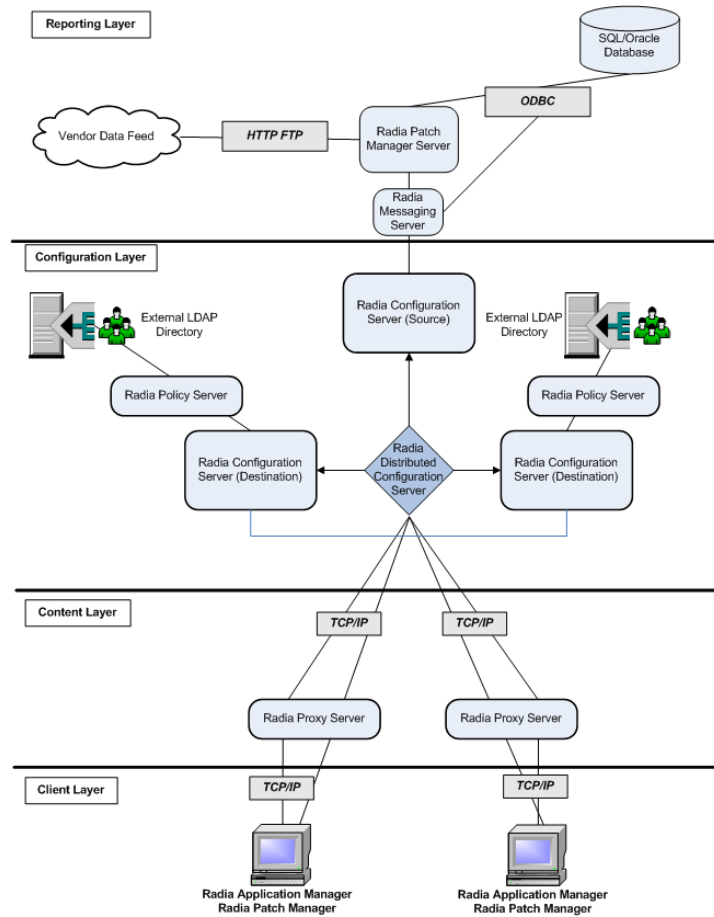 Reporting Layer
SQL/Oracle
Database
ODBC
Vendor Data Feed
HTTP FTP
Radia Patch
Manager Server
Radia
Messaging
Server
Configuration Layer
External LDAP
Directory
Radia Configuration
Server (Source)
External LDAP
Directory
Radia Policy Server
Radia Policy Server
Radia Configuration
Server (Destination)
Radia
Distributed
Configuration
Server
Radia Configuration
Server (Destination)
Content Layer
TCP/IP
TCP/IP
Radia Proxy Server
Radia Proxy Server
Client Layer
TCP/IP
TCP/IP
Radia Application Manager
Radia Patch Manager
Radia Application Manager
Radia Patch Manager